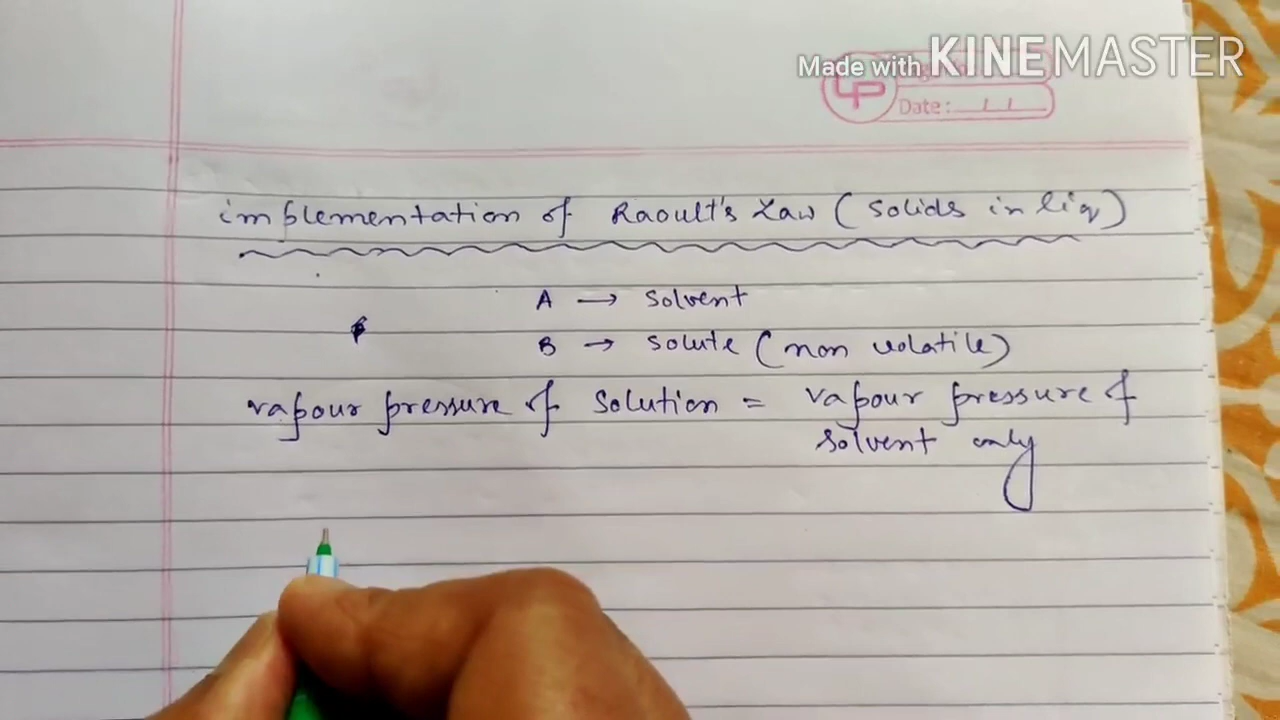 Made with KINEMASTER
Date:
implementation of Raoult's Law (solids in liq)
A → solvent
B → solute (non volatile)
vapour pressure of solution = vapour pressure of
solvent only